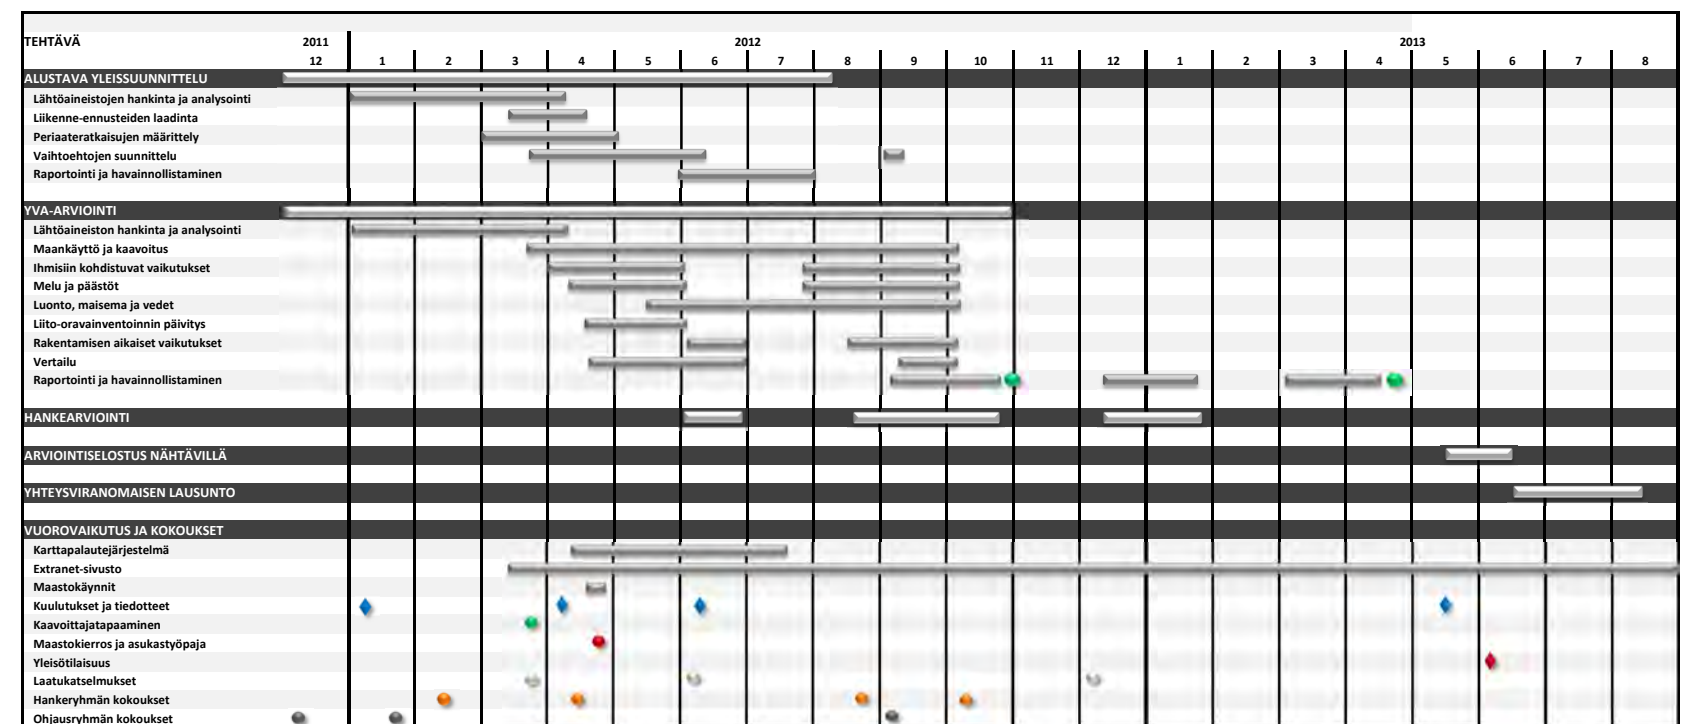 TEHTÄVÄ 2011 2012 2013
12 1 2 3 4 5 6 7 8 9 10 11 12 1 2 3 4 5 6 7 8
ALUSTAVA YLEISSUUNNITTELU
Lähtöaineistojen hankinta ja analysointi
Liikenne-ennusteiden laadinta
Periaateratkaisujen määrittely
Vaihtoehtojen suunnittelu
Raportointi ja havainnollistaminen
YVA-ARVIOINTI
Lähtöaineiston hankinta ja analysointi
Maankäyttö ja kaavoitus
Ihmisiin kohdistuvat vaikutukset
Melu ja päästöt
Luonto, maisema ja vedet
Liito-oravainventoinnin päivitys
Rakentamisen aikaiset vaikutukset
Vertailu
Raportointi ja havainnollistaminen
HANKEARVIOINTI
ARVIOINTISELOSTUS NÄHTÄVILLÄ
YHTEYSVIRANOMAISEN LAUSUNTO
VUOROVAIKUTUS JA KOKOUKSET
Karttapalautejärjestelmä
Extranet-sivusto
Maastokäynnit
Kuulutukset ja tiedotteet
Kaavoittajatapaaminen
Maastokierros ja asukastyöpaja
Yleisötilaisuus
Laatukatselmukset
Hankeryhmän kokoukset
Ohjausryhmän kokoukset